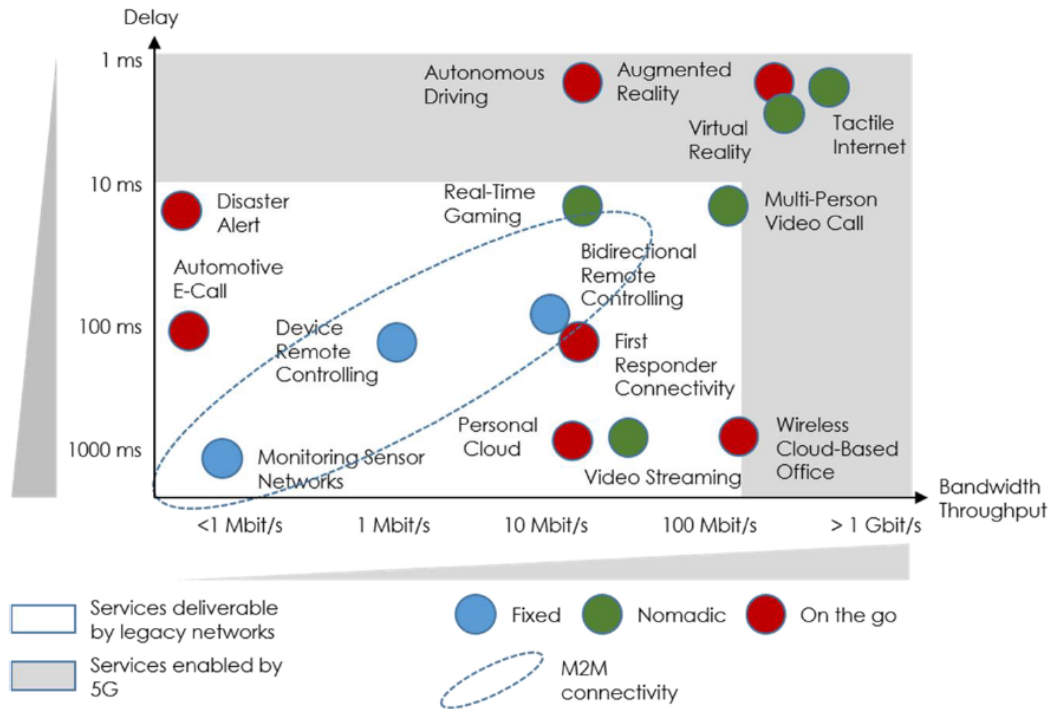 Delay
1 ms
Autonomous
Driving
Augmented
Reality
Virtual
Reality
Tactile
Internet
10 ms
Disaster
Alert
Real-Time
Gaming
Multi-Person
Video Call
Automotive
E-Call
Bidirectional
Remote
Controlling
100 ms
Device
Remote
Controlling
First
Responder
Connectivity
1000 ms
Monitoring Sensor
Networks
Personal
Cloud
Video Streaming
Wireless
Cloud-Based
Office
Bandwidth
Throughput
<1 Mbit/s
1 Mbit/s
10 Mbit/s
100 Mbit/s
> 1 Gbit/s
Services deliverable
by legacy networks
Fixed
Nomadic
On the go
Services enabled by
5G
M2M
connectivity